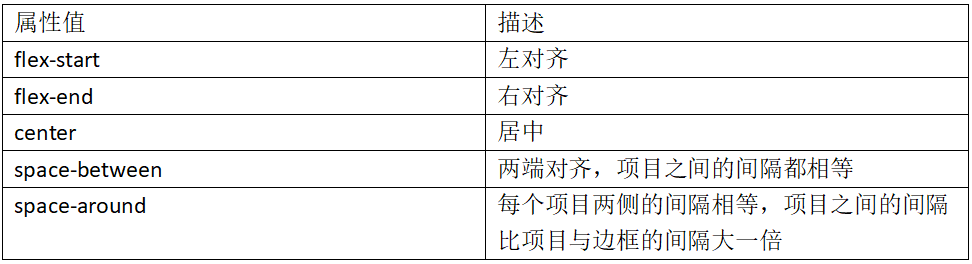 属性值 描述
flex-start 左对齐
flex-end 右对齐
center 居中
space-between 两端对齐，项目之间的间隔都相等
space-around 每个项目两侧的间隔相等，项目之间的间隔
比项目与边框的间隔大一倍